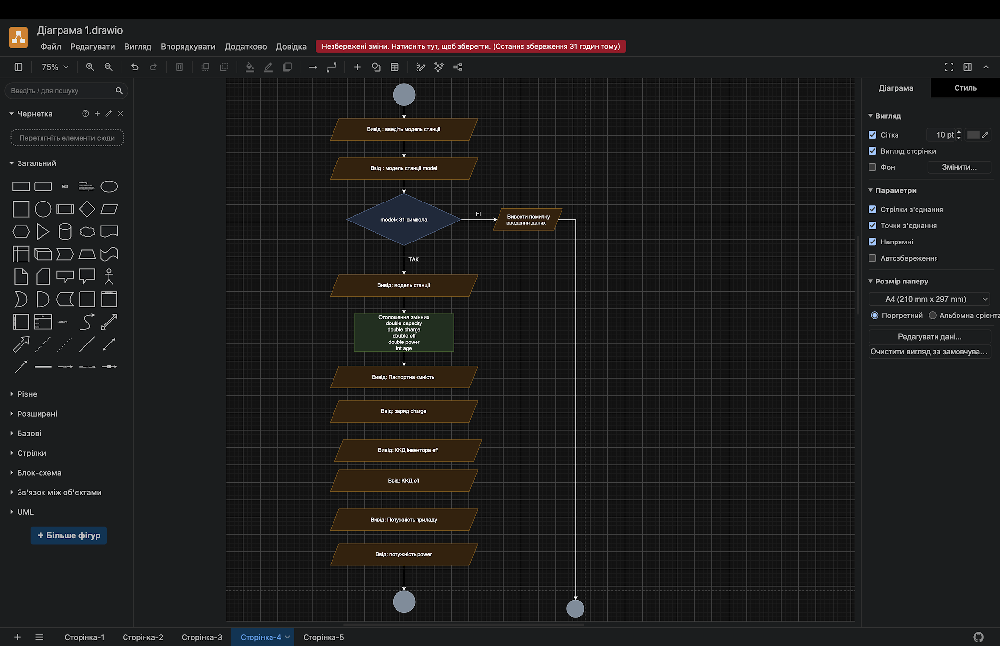 Діаграма 1.drawio
Файл Редагувати Вигляд Впорядкувати Додатково Довідка
Незбережені зміни. Натисніть тут, щоб зберегти. (Останнє збереження 31 годин тому)
75%
Введіть / для пошуку
Чернетка
Перетягніть елементи сюди
Загальний
Text
Heading
List
List Item
Різне
Розширені
Базові
Стрілки
Блок-схема
Зв'язок між об'єктами
UML
+ Більше фігур
Вивід : введіть модель станції
Ввід : модель станції model
model< 31 символа
НІ
Вивести помилку
введення даних
ТАК
Вивід: модель станції
Оголошення змінних
double capacity
double charge
double eff
double power
int age
Вивід: Паспортна ємність
Ввід: заряд charge
Вивід: ККД інвентора eff
Ввід: ККД eff
Вивід: Потужність приладу
Ввід: потужність power
Діаграма Стиль
Вигляд
Сітка 10 pt
Вигляд сторінки
Фон Змінити...
Параметри
Стрілки з'єднання
Точки з'єднання
Напрямні
Автозбереження
Розмір паперу
A4 (210 mm x 297 mm)
Портретний Альбомна орієнта
Редагувати дані...
Очистити вигляд за замовчува...
Сторінка-1 Сторінка-2 Сторінка-3 Сторінка-4 Сторінка-5